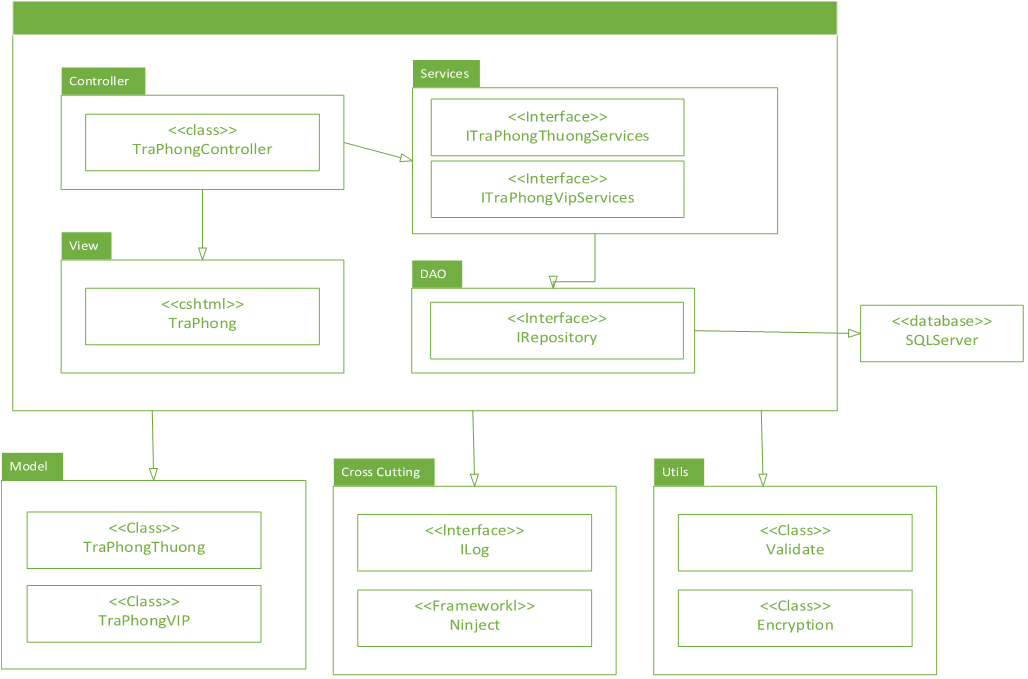 Controller
<<class>>
TraPhongController
Services
<<Interface>>
ITraPhongThuongServices
<<Interface>>
ITraPhongVipServices
View
<<cshtml>>
TraPhong
DAO
<<Interface>>
IRepository
<<database>>
SQLServer
Model
<<Class>>
TraPhongThuong
<<Class>>
TraPhongVIP
Cross Cutting
<<Interface>>
ILog
<<Frameworkl>>
Ninject
Utils
<<Class>>
Validate
<<Class>>
Encryption